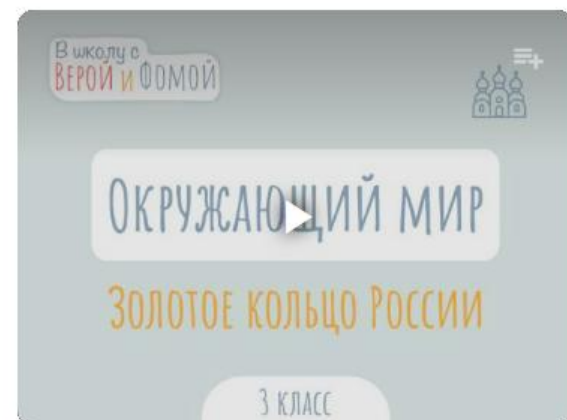 В школу с
ВЕРОЙ и ФОМОЙ
ОКРУЖАЮЩИЙ МИР
ЗОЛОТОЕ КОЛЬЦО РОССИИ
3 КЛАСС